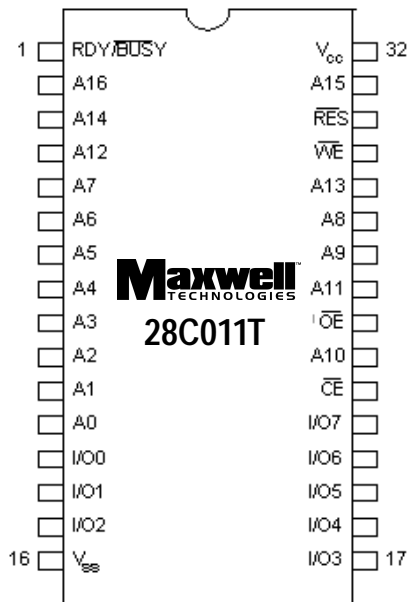 1 RDY/BUSY Vcc 32
A16 A15
A14 RES
A12 WE
A7 A13
A6 A8
A5 A9
A4 A11
A3 OE
A2 A10
A1 CE
A0 I/O7
I/O0 I/O6
I/O1 I/O5
I/O2 I/O4
16 Vss I/O3 17
Maxwell
TECHNOLOGIES
28C011T